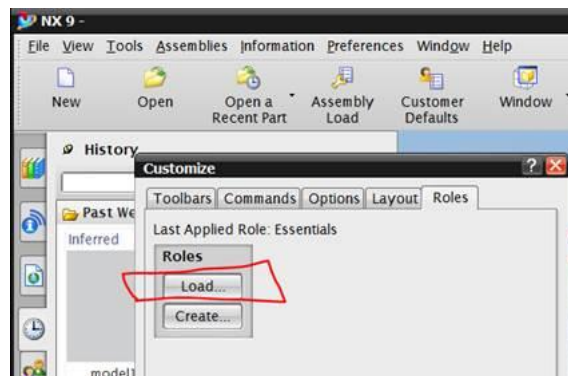 NX 9 -
File View Tools Assemblies Information Preferences Window Help
New Open Open a Recent Part Assembly Load Customer Defaults Window
History
Customize
Toolbars Commands Options Layout Roles
Past We
Last Applied Role: Essentials
Inferred
Roles
Load...
Create...
model1